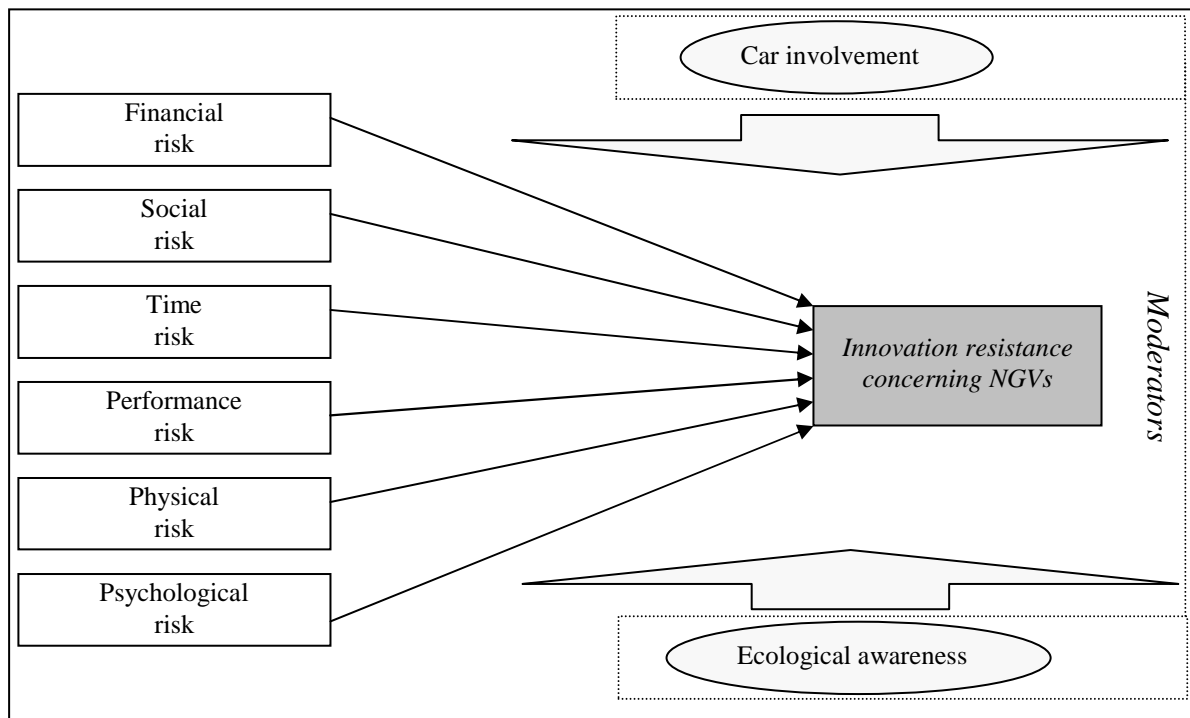 Car involvement
Financial
risk
Social
risk
Time
risk
Performance
risk
Physical
risk
Psychological
risk
Innovation resistance
concerning NGVs
Moderators
Ecological awareness